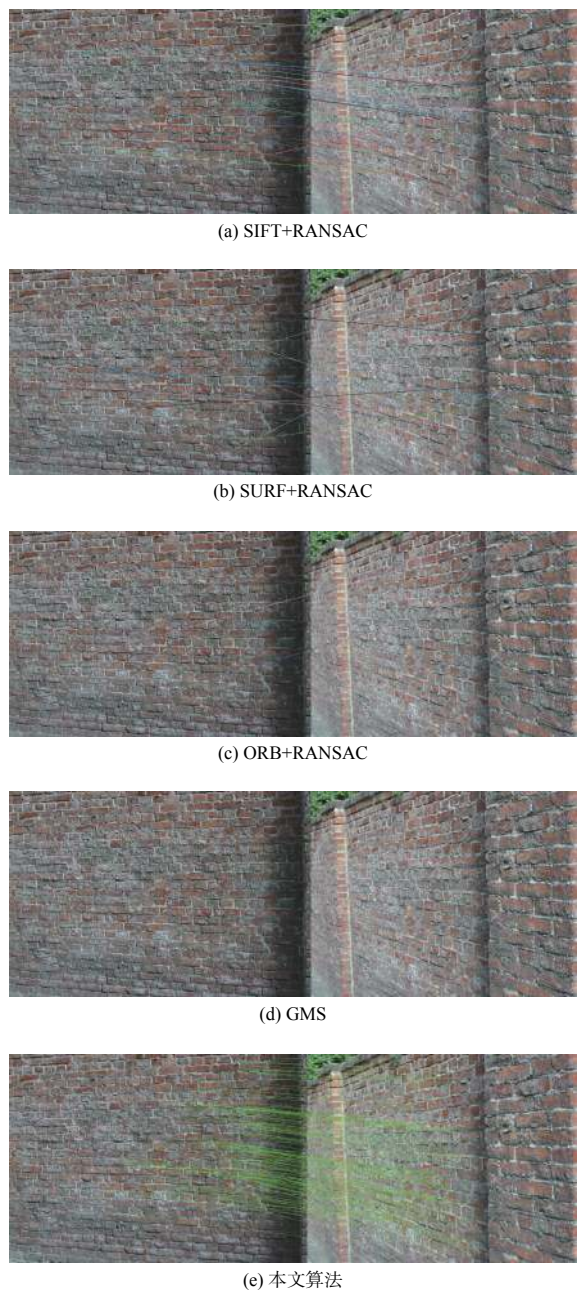 (a) SIFT+RANSAC
(b) SURF+RANSAC
(c) ORB+RANSAC
(d) GMS
(e) 本文算法